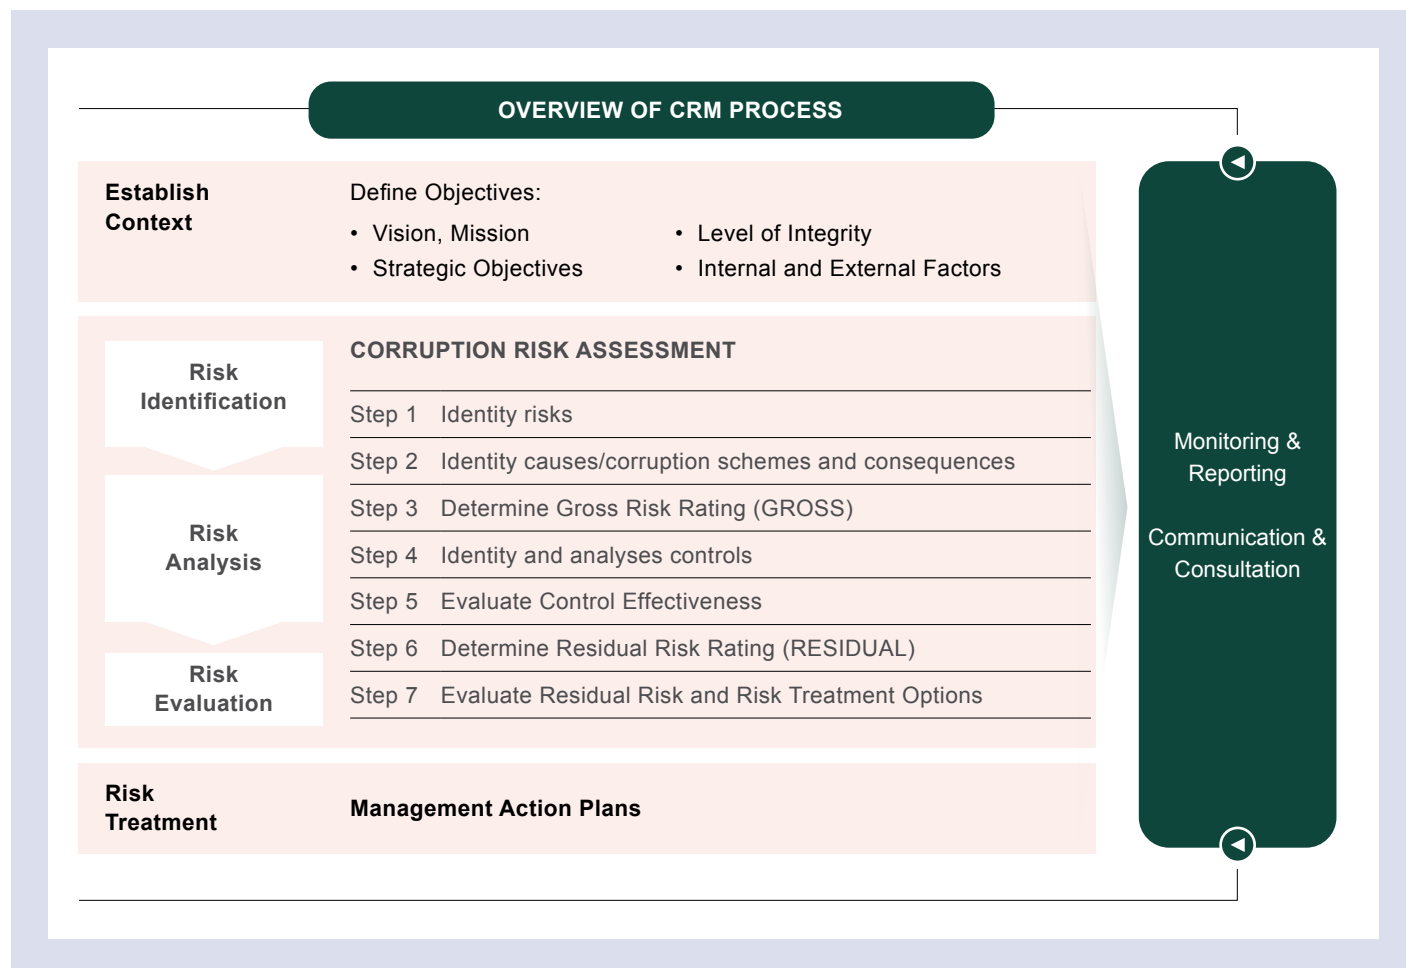 OVERVIEW OF CRM PROCESS
Establish
Context
Define Objectives:
• Vision, Mission
• Strategic Objectives
• Level of Integrity
• Internal and External Factors
Risk
Identification
Risk
Analysis
Risk
Evaluation
CORRUPTION RISK ASSESSMENT
Step 1 Identity risks
Step 2 Identity causes/corruption schemes and consequences
Step 3 Determine Gross Risk Rating (GROSS)
Step 4 Identity and analyses controls
Step 5 Evaluate Control Effectiveness
Step 6 Determine Residual Risk Rating (RESIDUAL)
Step 7 Evaluate Residual Risk and Risk Treatment Options
Risk
Treatment
Management Action Plans
Monitoring &
Reporting
Communication &
Consultation